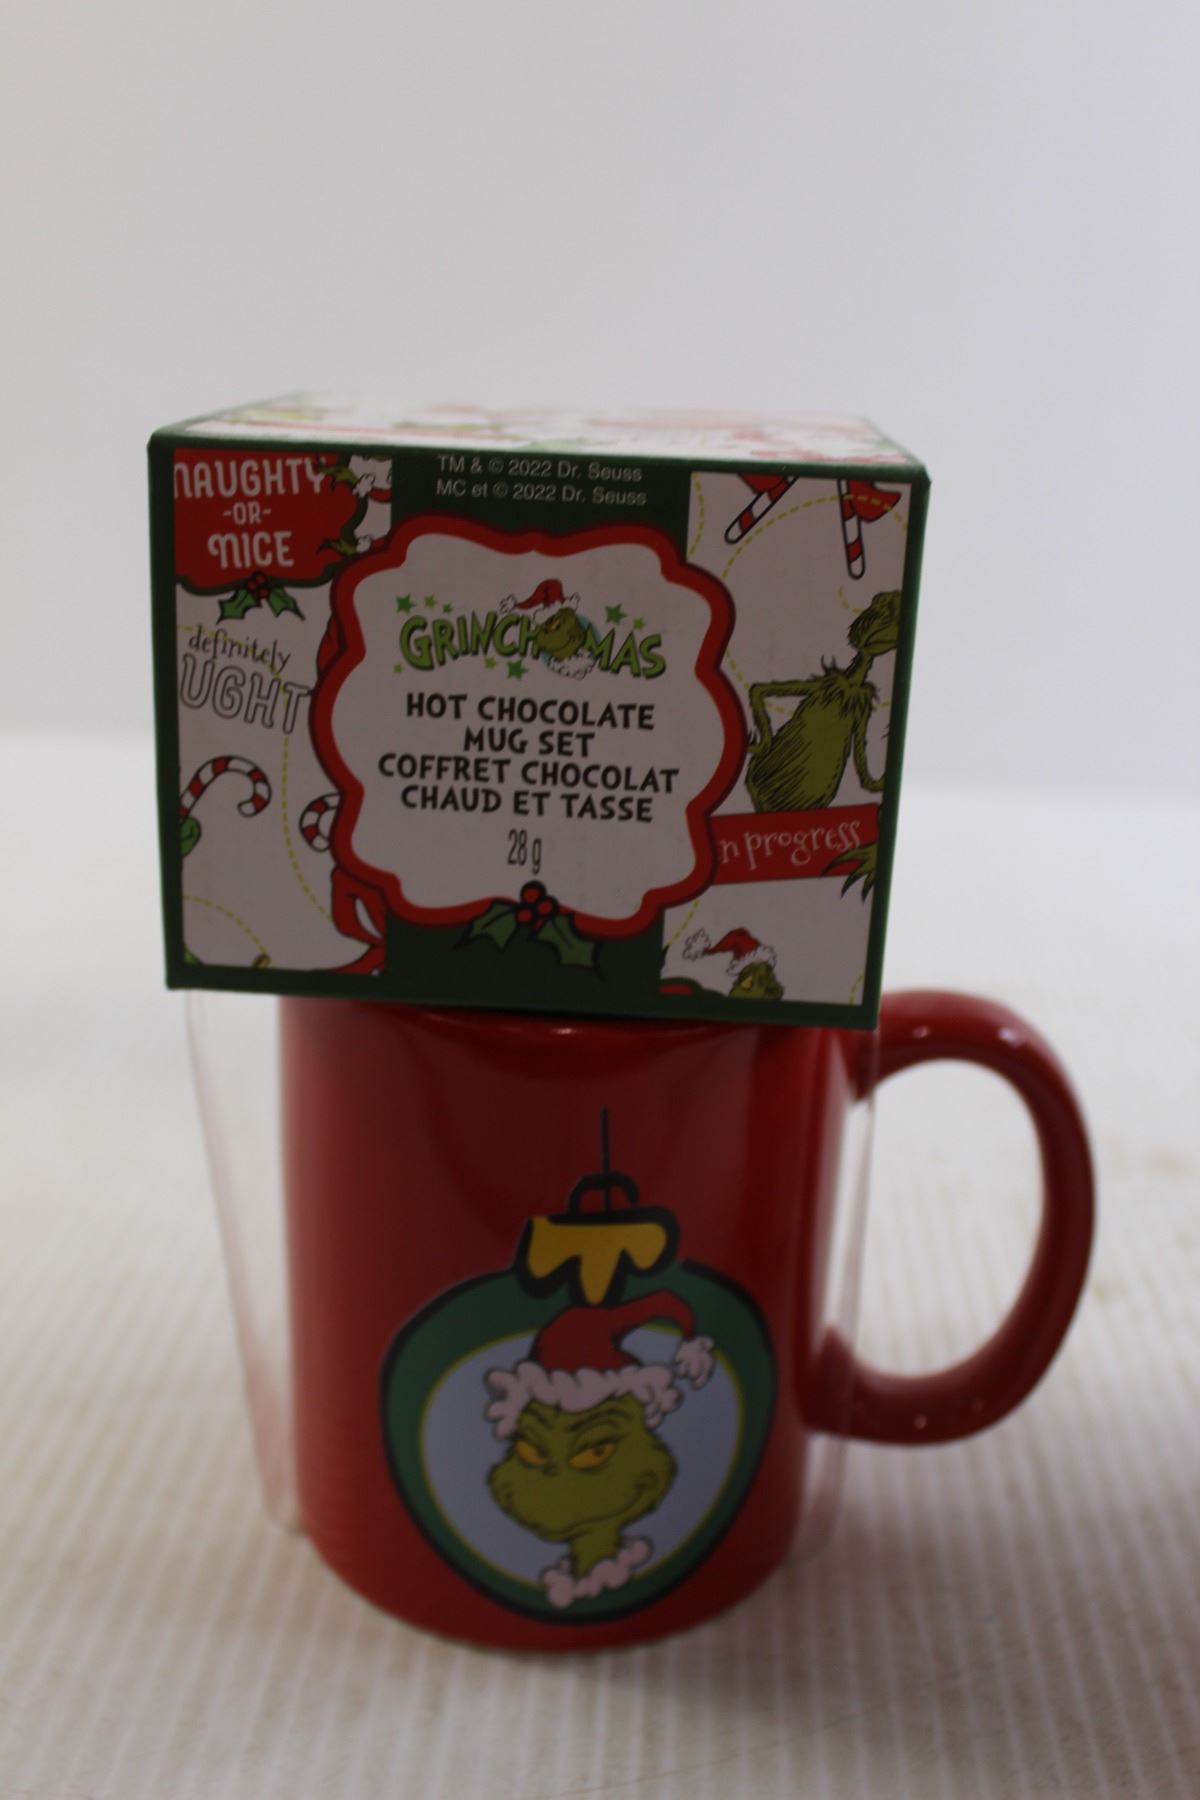 TM & © 2022 Dr. Seuss
MC et © 2022 Dr. Seuss
NAUGHTY
-OR-
NICE
definitely
UGHT
GRINCHMAS
HOT CHOCOLATE
MUG SET
COFFRET CHOCOLAT
CHAUD ET TASSE
28 g
n progress